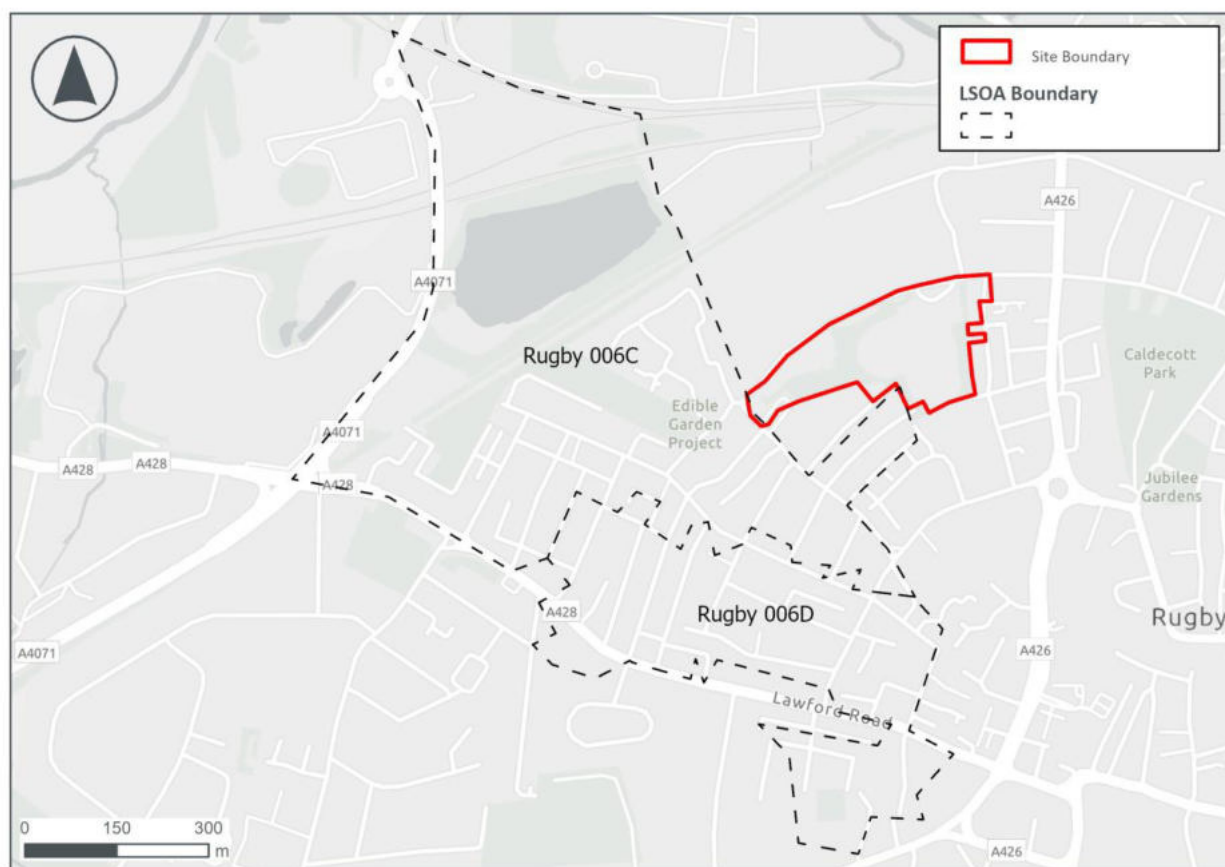 Site Boundary
LSOA Boundary
A426
A4071
Rugby 006C
Caldecott
Park
Edible
Garden
Project
A4071
A428
A428
A428
Jubilee
Gardens
A428
Rugby 006D
Rugby
A4071
A426
Lawford Road
0 150 300
m
A426